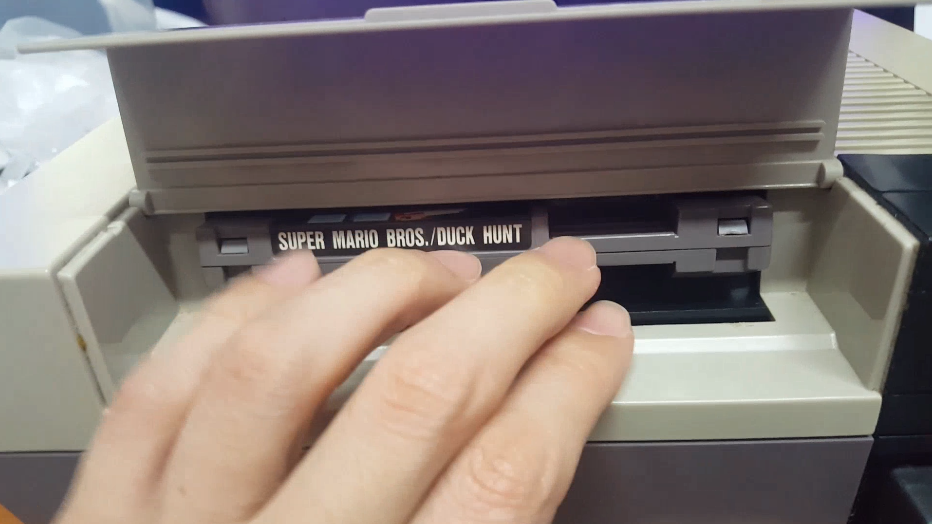 SUPER MARIO BROS./DUCK HUNT